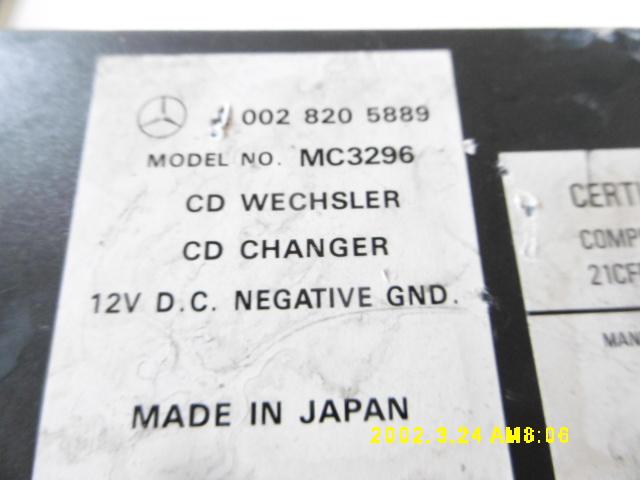 002 820 5889
MODEL NO. MC3296
CD WECHSLER
CD CHANGER
12V D.C. NEGATIVE GND.
MADE IN JAPAN
CERTI
COMP
21CF
MAN
2002.3.24 AM8:06